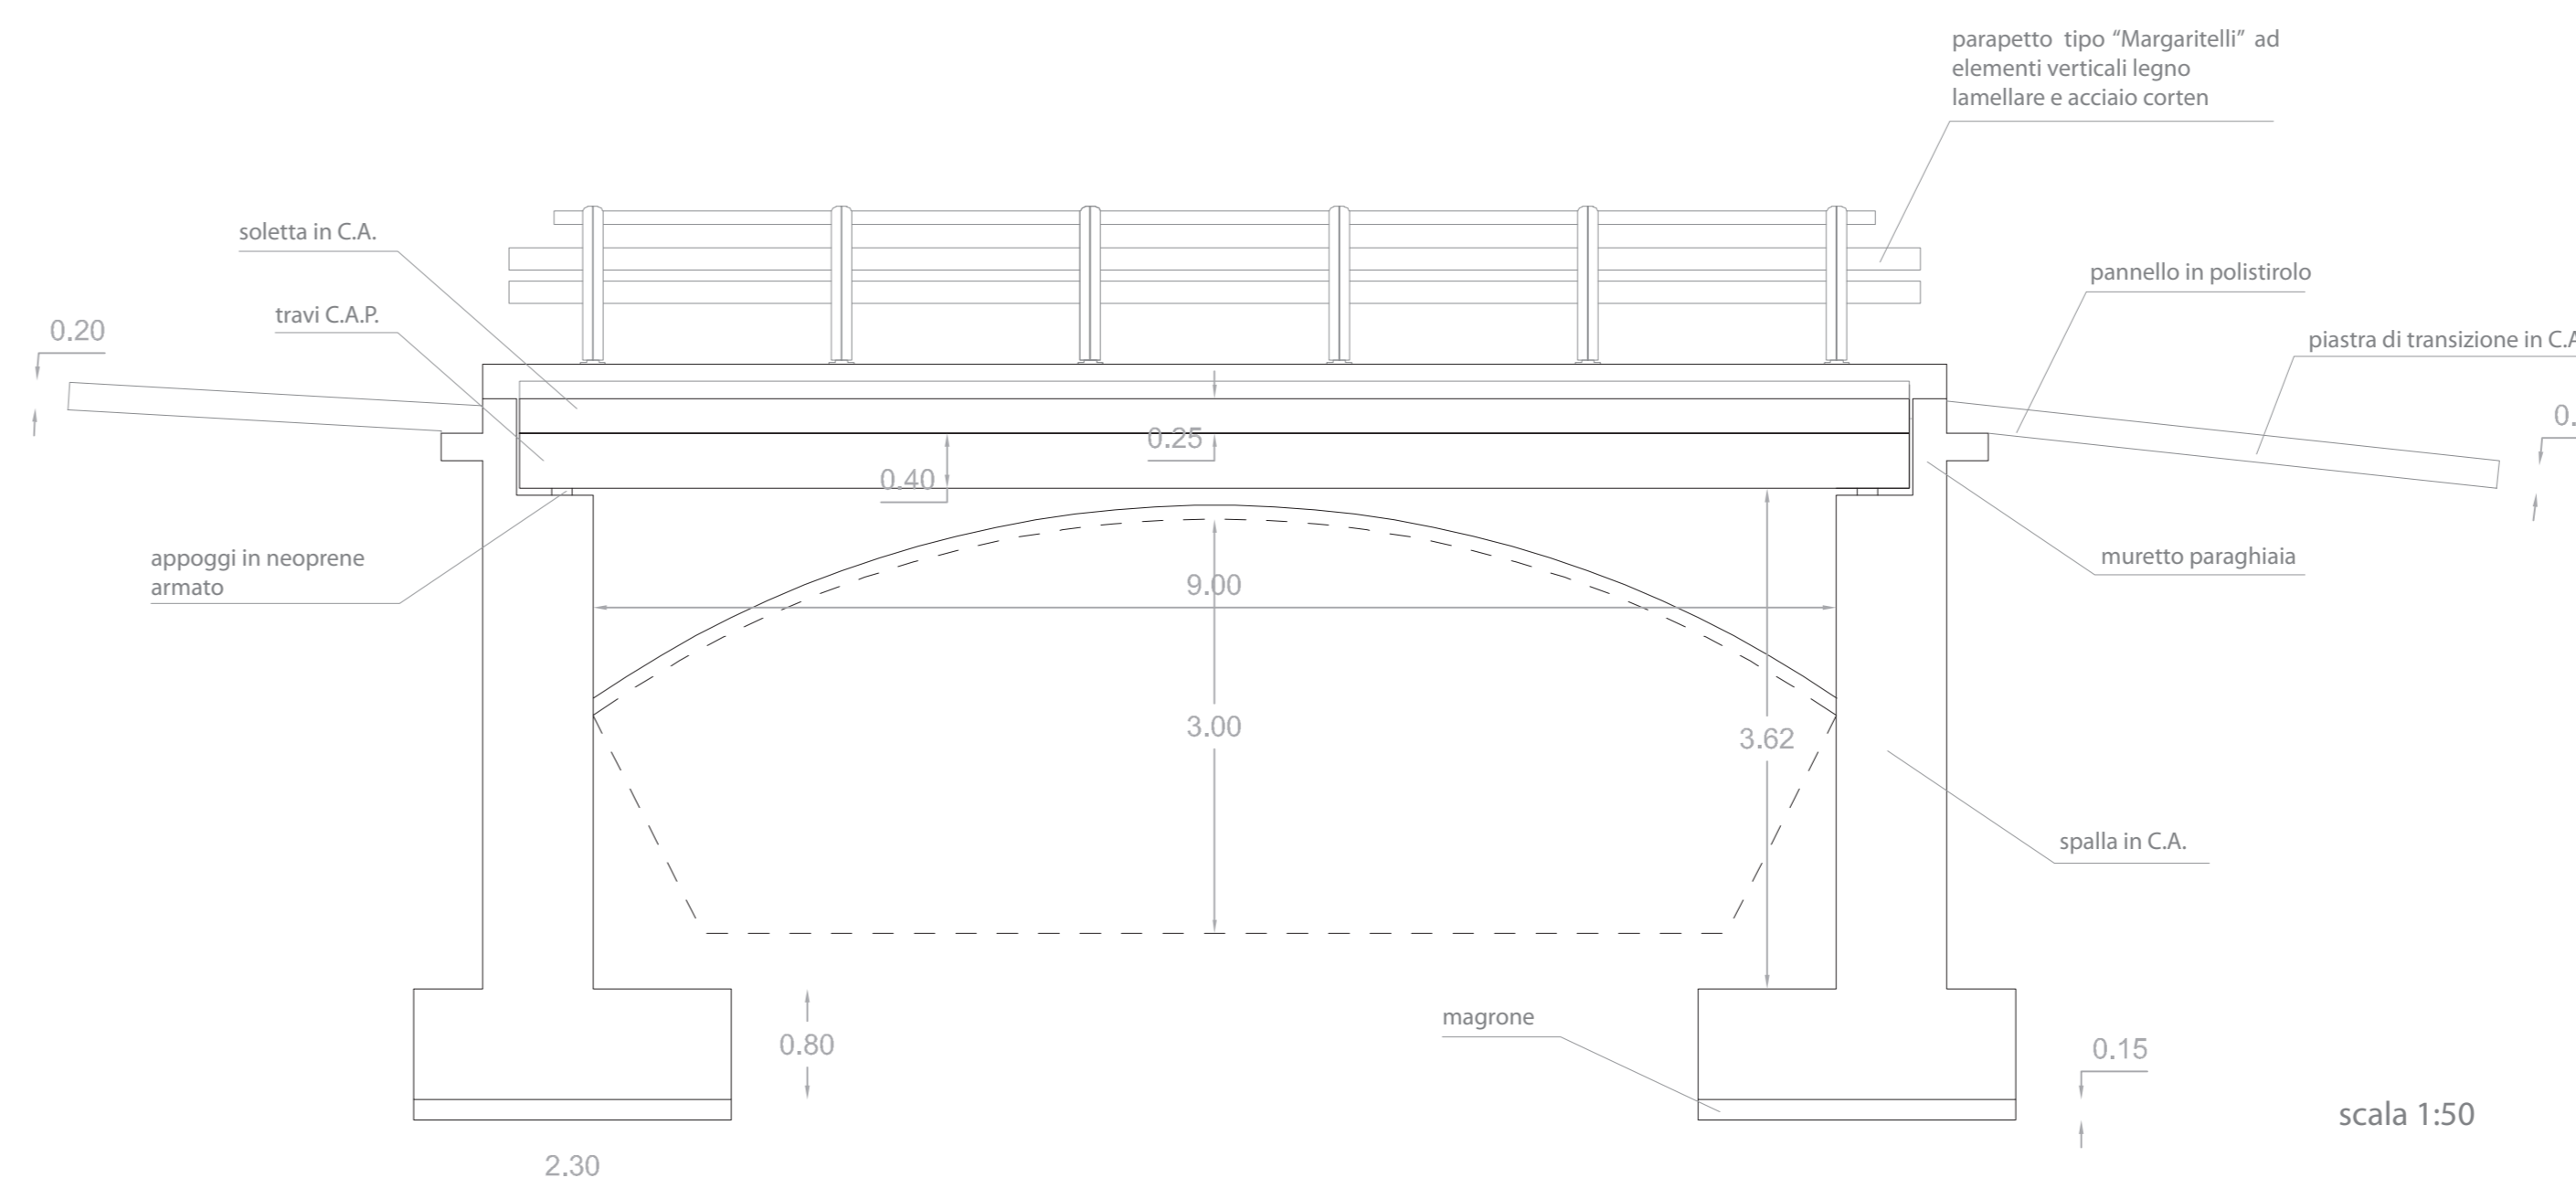 parapetto tipo “Margaritelli” ad
elementi verticali legno
lamellare e acciaio corten
soletta in C.A.
pannello in polistirolo
travi C.A.P.
0.20
piastra di transizione in C.A
0.
0.25
0.40
appoggi in neoprene
armato
muretto paraghiaia
9.00
3.00
3.62
spalla in C.A.
magrone
0.80
0.15
scala 1:50
2.30